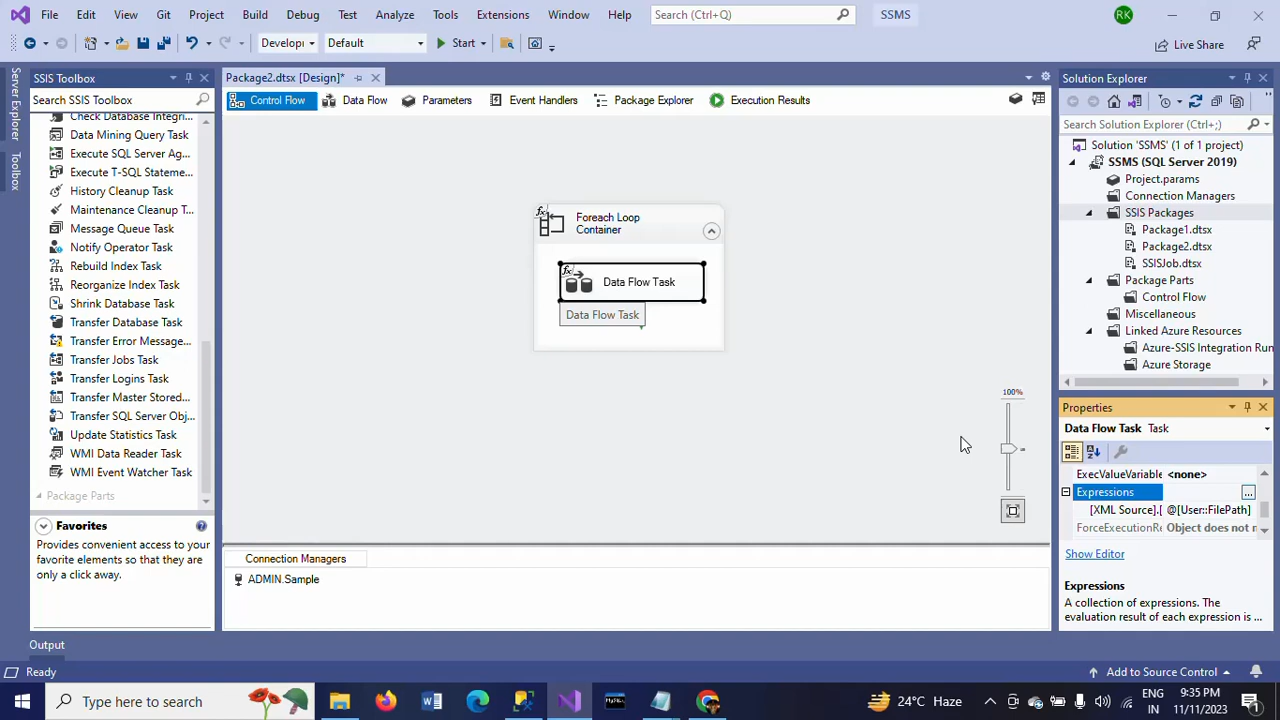 File Edit View Git Project Build Debug Test Analyze Tools Extensions Window Help Search (Ctrl+Q) SSMS RK
Developi Default Start Live Share
SSIS Toolbox
Search SSIS Toolbox
Check Database Integri...
Data Mining Query Task
Execute SQL Server Ag...
Execute T-SQL Stateme...
History Cleanup Task
Maintenance Cleanup T...
Message Queue Task
Notify Operator Task
Rebuild Index Task
Reorganize Index Task
Shrink Database Task
Transfer Database Task
Transfer Error Message...
Transfer Jobs Task
Transfer Logins Task
Transfer Master Stored...
Transfer SQL Server Obj...
Update Statistics Task
WMI Data Reader Task
WMI Event Watcher Task
Package Parts
Favorites
Provides convenient access to your
favorite elements so that they are
only a click away.
Server Explorer
Toolbox
Package2.dtsx [Design]*
Control Flow Data Flow Parameters Event Handlers Package Explorer Execution Results
fx
Foreach Loop
Container
fx
Data Flow Task
Data Flow Task
100%
Connection Managers
ADMIN.Sample
Solution Explorer
Search Solution Explorer (Ctrl+;)
Solution 'SSMS' (1 of 1 project)
SSMS (SQL Server 2019)
Project.params
Connection Managers
SSIS Packages
Package1.dtsx
Package2.dtsx
SSISJob.dtsx
Package Parts
Control Flow
Miscellaneous
Linked Azure Resources
Azure-SSIS Integration Run
Azure Storage
Properties
Data Flow Task Task
ExecValueVariable <none>
Expressions ...
[XML Source].[ @[User::FilePath]
ForceExecutionRe Object does not n
Show Editor
Expressions
A collection of expressions. The
evaluation result of each expression is ...
Output
Ready Add to Source Control
Type here to search 24°C Haze ENG IN 9:35 PM 11/11/2023 1